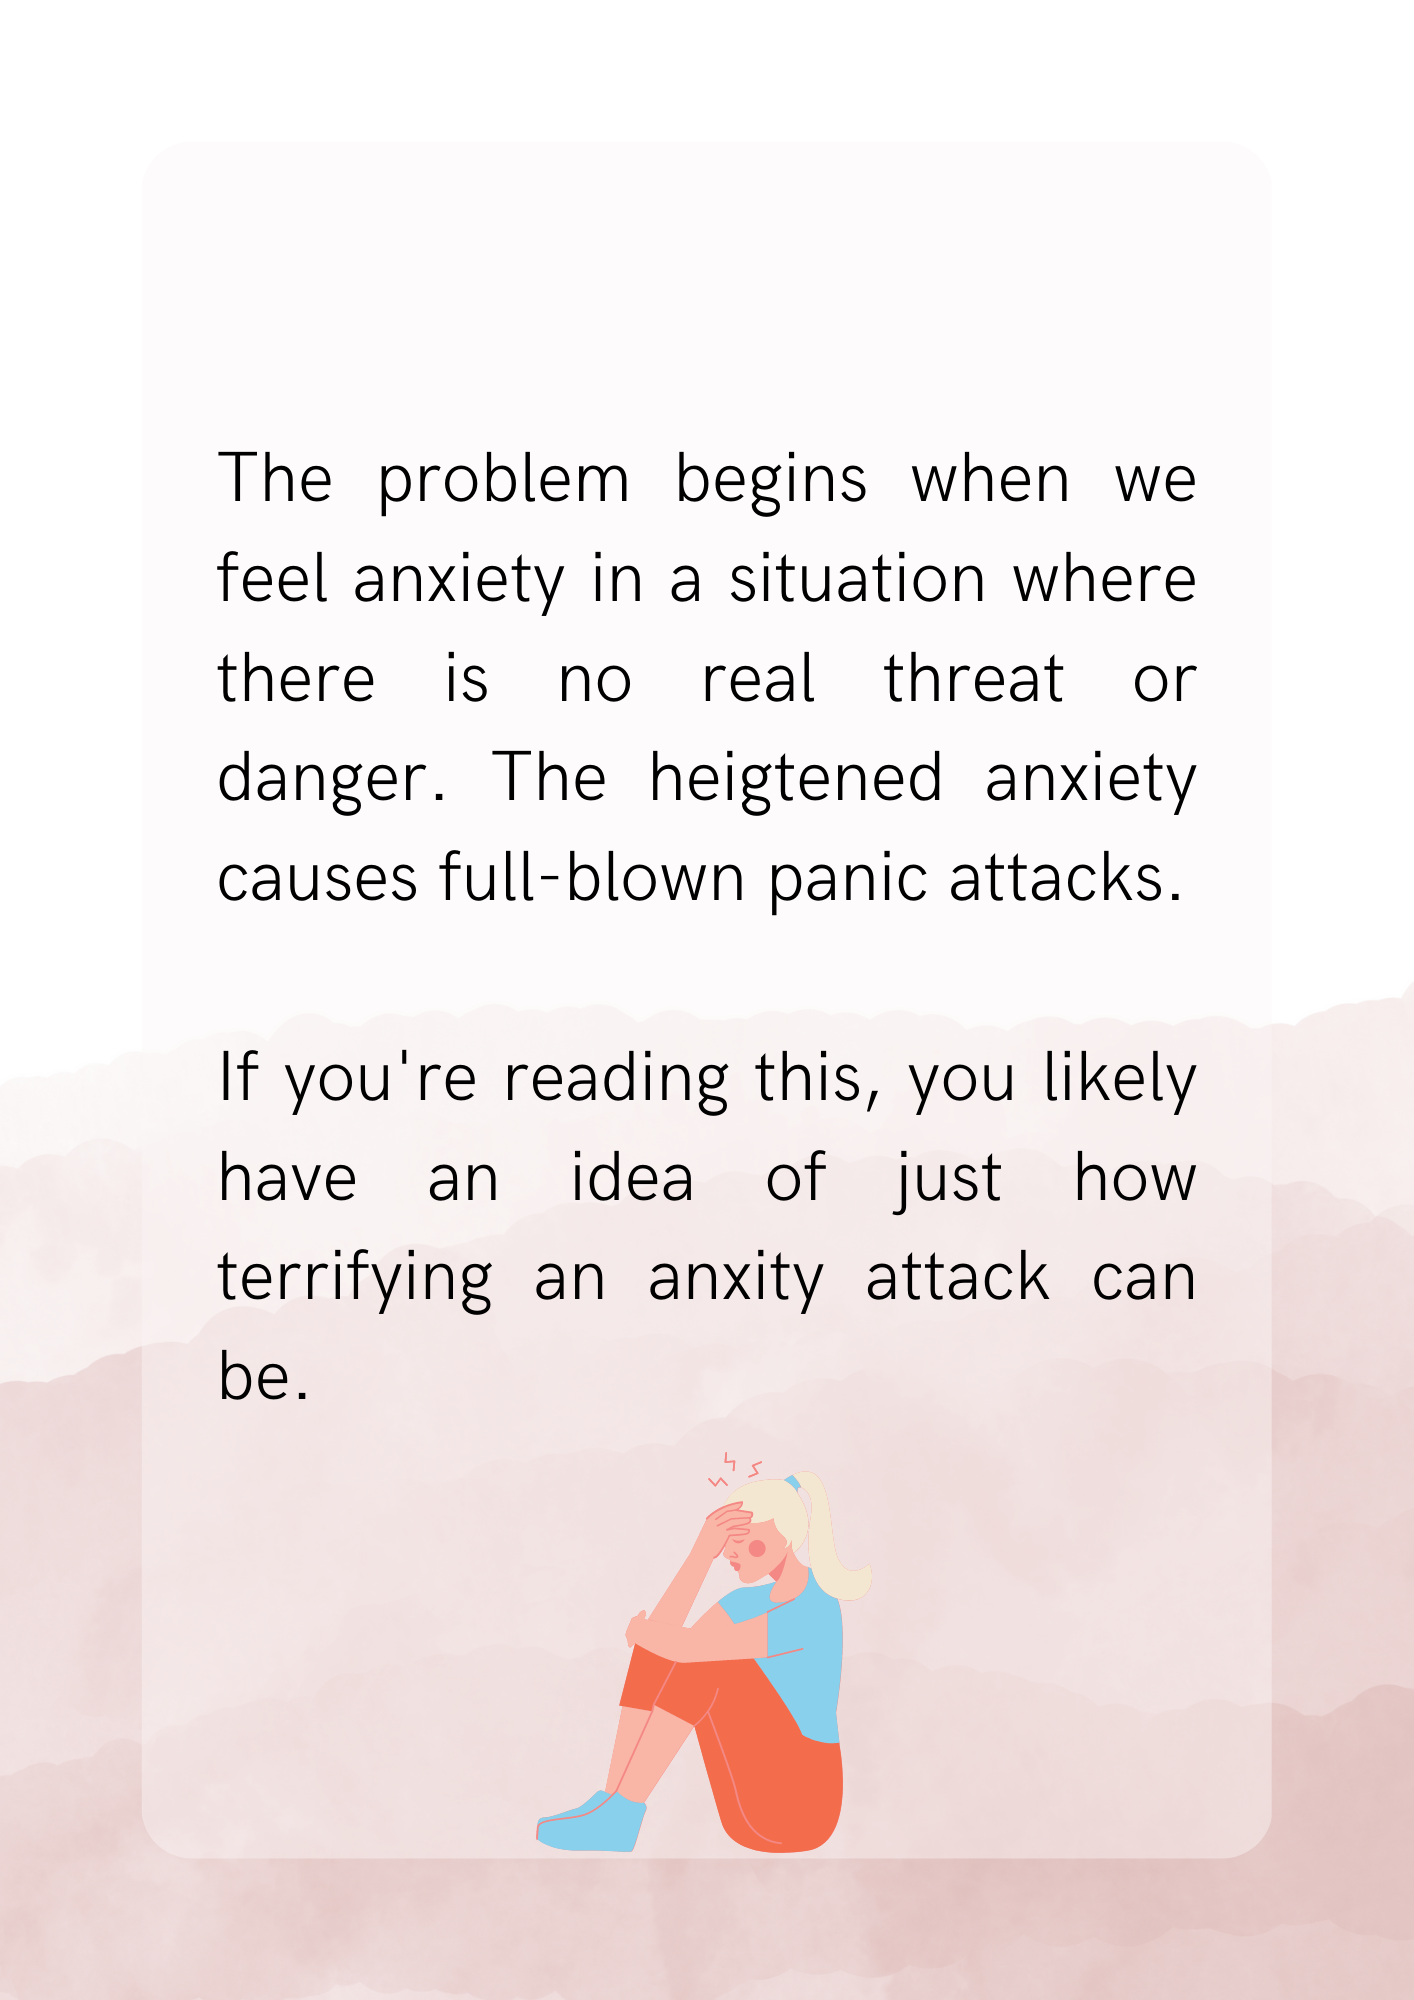 The problem begins when we
feel anxiety in a situation where
there is no real threat or
danger. The heigtened anxiety
causes full-blown panic attacks.
If you're reading this, you likely
have an idea of just how
terrifying an anxity attack can
be.